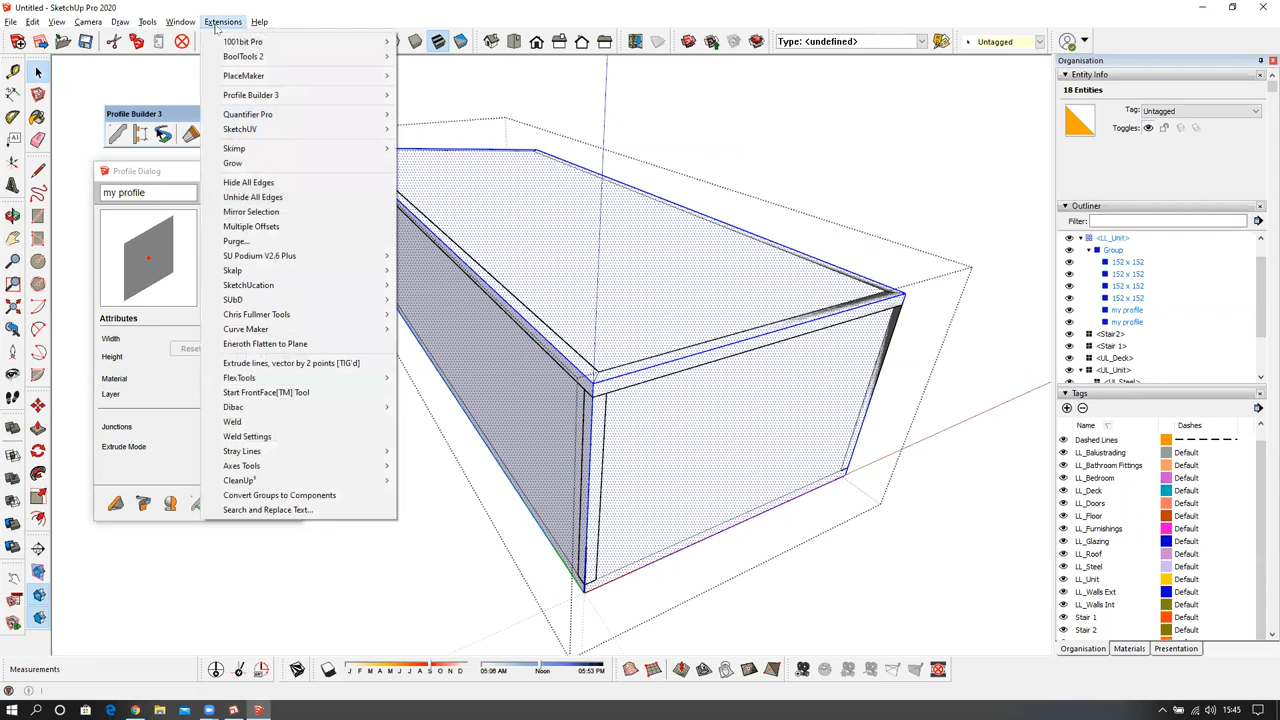 Untitled - SketchUp Pro 2020
File Edit View Camera Draw Tools Window Extensions Help
Type: <undefined>
Untagged
1001bit Pro
BoolTools 2
PlaceMaker
Profile Builder 3
Quantifier Pro
SketchUV
Skimp
Grow
Hide All Edges
Unhide All Edges
Mirror Selection
Multiple Offsets
Purge...
SU Podium V2.6 Plus
Skalp
SketchUcation
SUbD
Chris Fullmer Tools
Curve Maker
Eneroth Flatten to Plane
Extrude lines, vector by 2 points [TIG'd]
FlexTools
Start FrontFace[TM] Tool
Dibac
Weld
Weld Settings
Stray Lines
Axes Tools
CleanUp³
Convert Groups to Components
Search and Replace Text...
Profile Builder 3
Profile Dialog
my profile
Attributes
Width
Height
Reset
Material
Layer
Junctions
Extrude Mode
Organisation
Entity Info
18 Entities
Tag: Untagged
Toggles:
Outliner
Filter:
<LL_Unit>
Group
152 x 152
152 x 152
152 x 152
152 x 152
my profile
my profile
<Stair2>
<Stair 1>
<UL_Deck>
<UL_Unit>
<UL_Steel>
Tags
Name Dashes
Dashed Lines
LL_Balustrading Default
LL_Bathroom Fittings Default
LL_Bedroom Default
LL_Deck Default
LL_Doors Default
LL_Floor Default
LL_Furnishings Default
LL_Glazing Default
LL_Roof Default
LL_Steel Default
LL_Unit Default
LL_Walls Ext Default
LL_Walls Int Default
Stair 1 Default
Stair 2 Default
Organisation Materials Presentation
Measurements
J F M A M J J A S O N D
05:06 AM Noon 05:53 PM
15:45